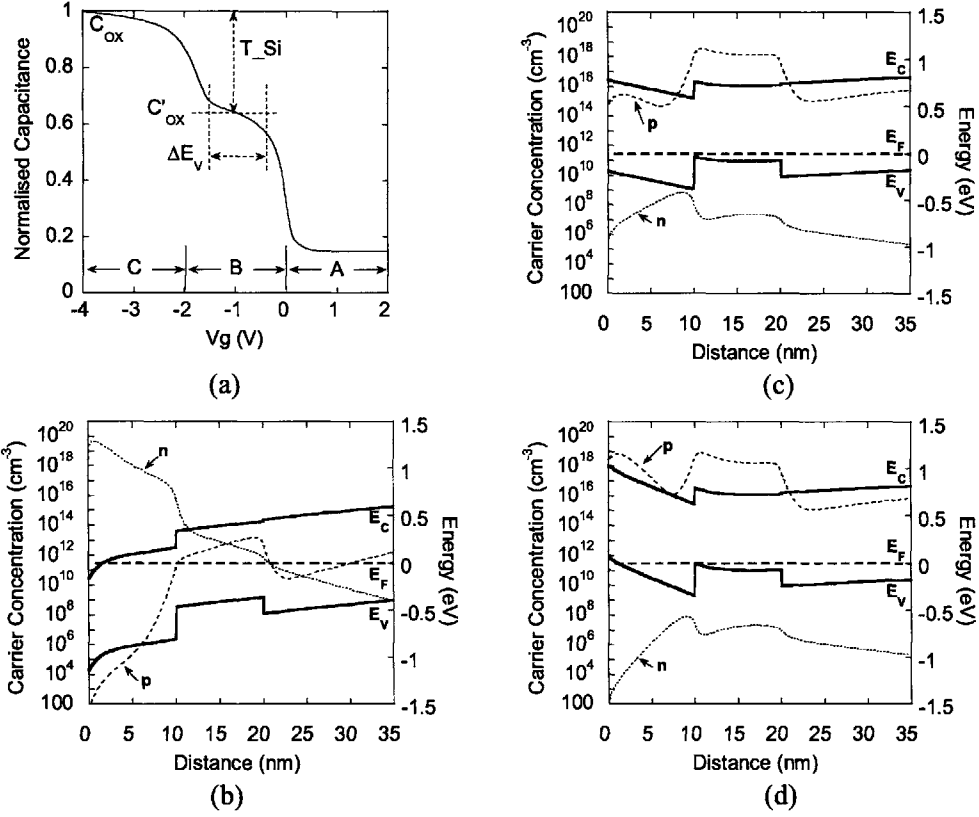 1
0.8
0.6
0.4
0.2
0
Normalised Capacitance
C_OX
T_Si
C'_OX
ΔE_V
C
B
A
-4 -3 -2 -1 0 1 2
Vg (V)
(a)
10^20
10^18
10^16
10^14
10^12
10^10
10^8
10^6
10^4
100
Carrier Concentration (cm^-3)
p
n
E_C
E_F
E_V
1.5
1
0.5
0
-0.5
-1
-1.5
Energy (eV)
0 5 10 15 20 25 30 35
Distance (nm)
(c)
10^20
10^18
10^16
10^14
10^12
10^10
10^8
10^6
10^4
100
Carrier Concentration (cm^-3)
n
p
E_C
E_F
E_V
1.5
1
0.5
0
-0.5
-1
-1.5
Energy (eV)
0 5 10 15 20 25 30 35
Distance (nm)
(b)
10^20
10^18
10^16
10^14
10^12
10^10
10^8
10^6
10^4
100
Carrier Concentration (cm^-3)
p
n
E_C
E_F
E_V
1.5
1
0.5
0
-0.5
-1
-1.5
Energy (eV)
0 5 10 15 20 25 30 35
Distance (nm)
(d)